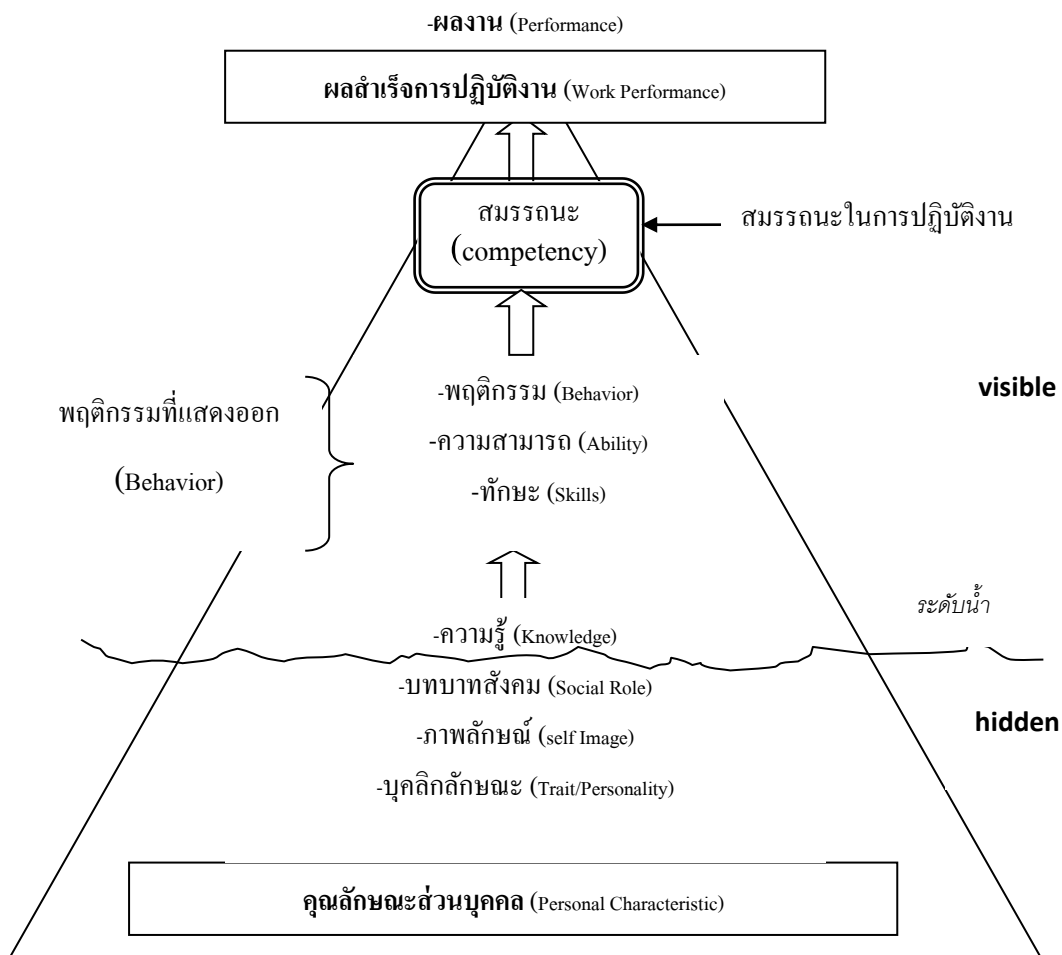 -ผลงาน (Performance)
ผลสำเร็จการปฏิบัติงาน (Work Performance)
สมรรถนะ
(competency)
สมรรถนะในการปฏิบัติงาน
-พฤติกรรม (Behavior)
visible
พฤติกรรมที่แสดงออก
(Behavior)
-ความสามารถ (Ability)
-ทักษะ (Skills)
ระดับน้ำ
-ความรู้ (Knowledge)
-บทบาทสังคม (Social Role)
hidden
-ภาพลักษณ์ (self Image)
-บุคลิกลักษณะ (Trait/Personality)
คุณลักษณะส่วนบุคคล (Personal Characteristic)